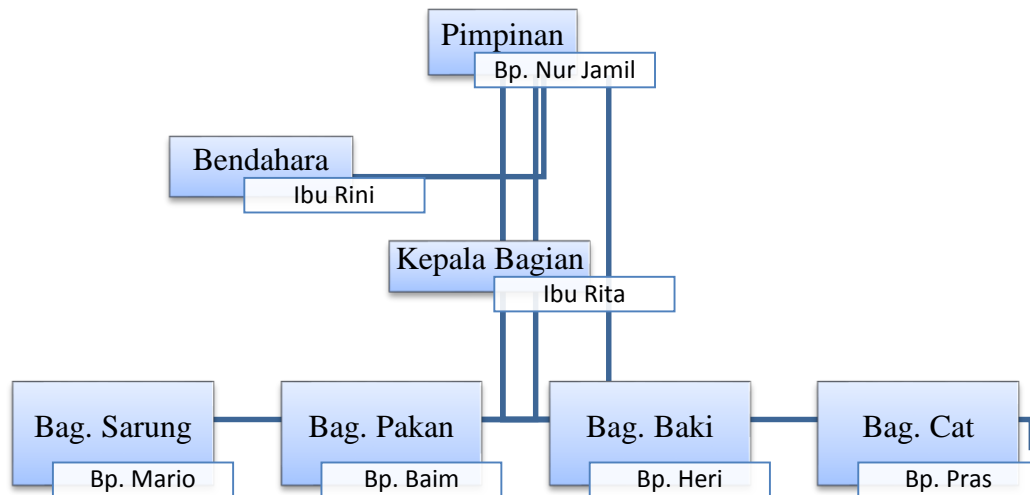 Pimpinan
Bp. Nur Jamil
Bendahara
Ibu Rini
Kepala Bagian
Ibu Rita
Bag. Sarung
Bp. Mario
Bag. Pakan
Bp. Baim
Bag. Baki
Bp. Heri
Bag. Cat
Bp. Pras